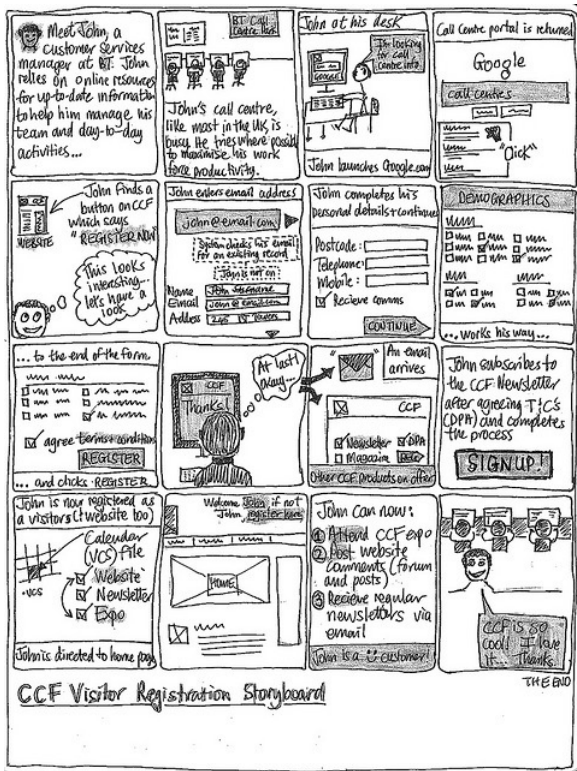 Meet John, a
customer services
manager at BT. John
relies on online resources
for up-to-date information
to help him manage his
team and day-to-day
activities...
BT Call
Centre
John's call centre,
like most in the UK, is
busy. He tries where possible
to maximise his work
force productivity.
John at his desk
I'm looking
for call
centre info
GOOGLE
John launches Google.com
Call Centre portal is returned
Google
call centres
"Click"
WEBSITE
John finds a
button on CCF
which says
"REGISTER NOW"
This looks
interesting...
let's have a
look
John enters email address
john@email.com
System checks his email
for an existing record
John is not on
Name John Surname
Email John@email.com
Address 245
John completes his
personal details + continue
Postcode:
Telephone:
Mobile:
Recieve comms
CONTINUE
DEMOGRAPHICS
...works his way...
...to the end of the form.
agree terms + condition
REGISTER
...and clicks REGISTER
CCF
Thanks!
At last!
okay...
An email
arrives
CCF
Newsletter DPA
Magazine
Other CCF products on offer
John subscribes to
the CCF Newsletter
after agreeing T&C's
(DPA) and completes
the process
SIGNUP!
John is now registered as
a visitors (+ website too)
Calendar
(VCS) file
.vcs
Website
Newsletter
Expo
John is directed to home page
Welcome John if not
John register here
HOME
John Can now:
1 Attend CCF expo
2 Post website
comments (forum
and posts)
3 Recieve regular
newsletters via
email
John is a customer!
CCF is so
cool! I love
it... Thanks
THE END
CCF Visitor Registration Storyboard